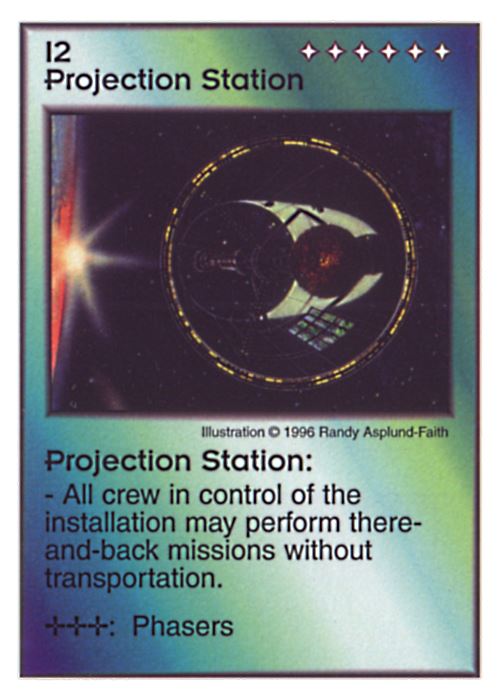 12
Projection Station
Illustration © 1996 Randy Asplund-Faith
Projection Station:
- All crew in control of the
installation may perform there-
and-back missions without
transportation.
: Phasers